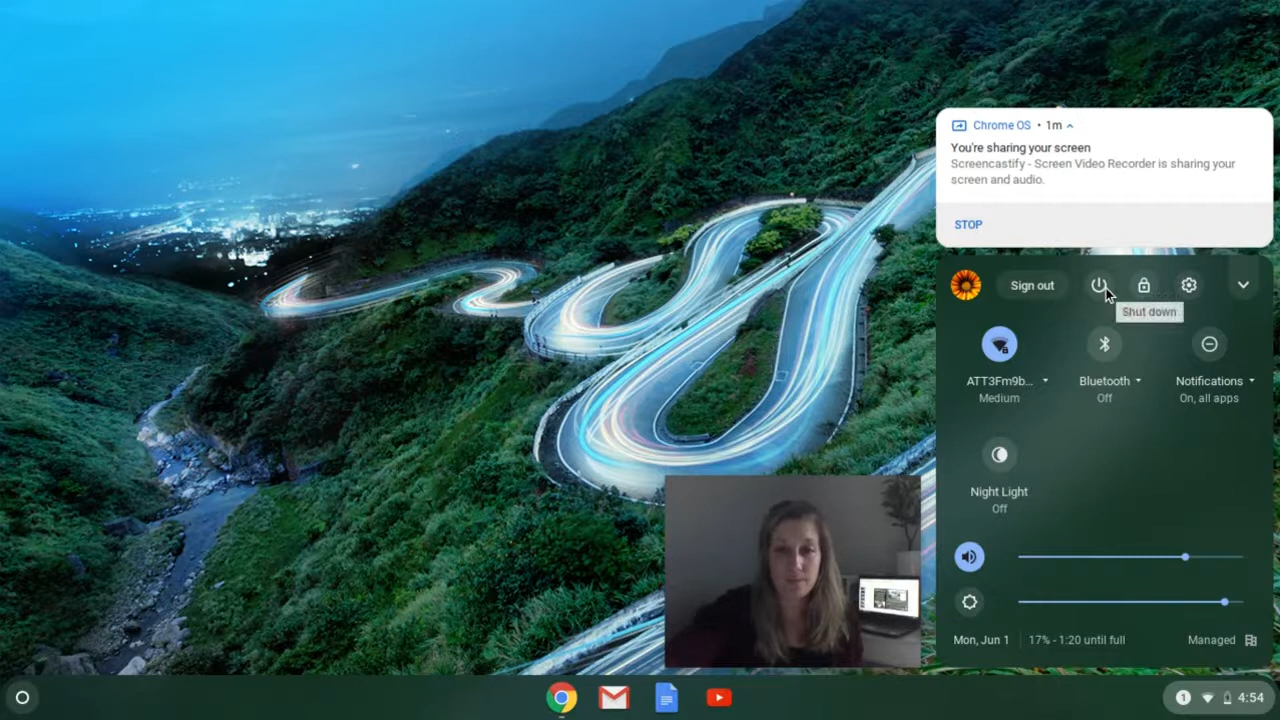 Chrome OS • 1m
You're sharing your screen
Screencastify - Screen Video Recorder is sharing your
screen and audio.
STOP
Sign out
Shut down
ATT3Fm9b...
Medium
Bluetooth
Off
Notifications
On, all apps
Night Light
Off
Mon, Jun 1
17% - 1:20 until full
Managed
1
4:54